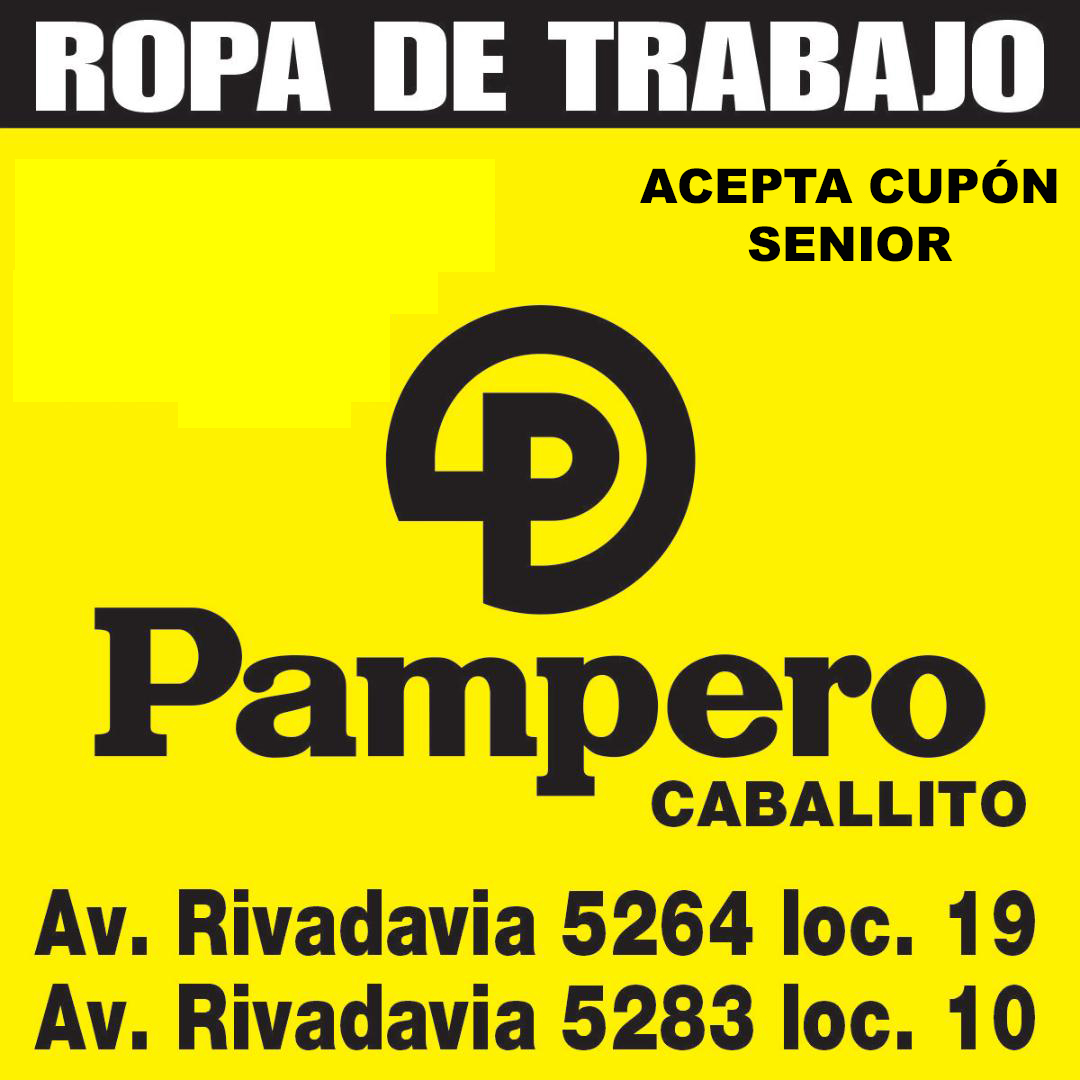 ROPA DE TRABAJO
ACEPTA CUPÓN
SENIOR
P
Pampero
CABALLITO
Av. Rivadavia 5264 loc. 19
Av. Rivadavia 5283 loc. 10